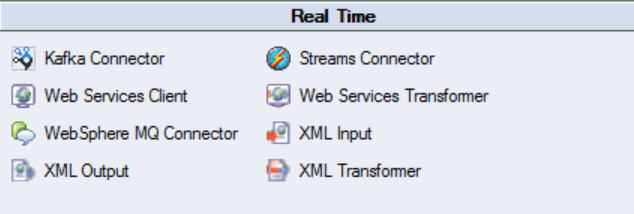 Real Time
Kafka Connector
Streams Connector
Web Services Client
Web Services Transformer
WebSphere MQ Connector
XML Input
XML Output
XML Transformer